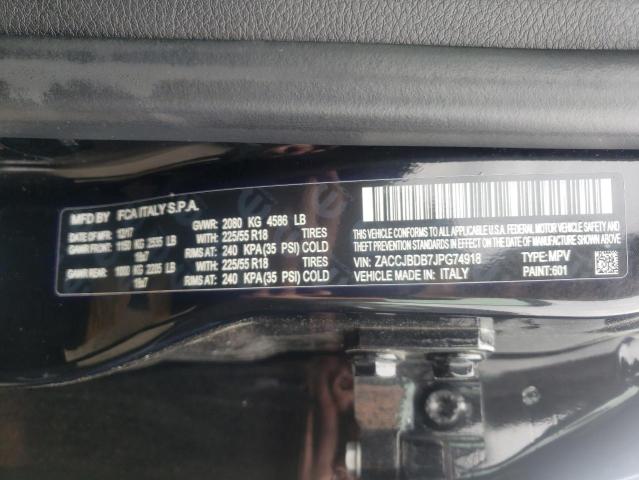 MFD BY FCA ITALY S.P.A.
DATE OF MFR 12/17 GVWR: 2080 KG 4586 LB
GAWR FRONT: 1150 KG 2535 LB WITH: 225/55 R18 TIRES
18x7 RIMS AT: 240 KPA(35 PSI) COLD
GAWR REAR: 1000 KG 2205 LB WITH: 225/55 R18 TIRES
18x7 RIMS AT: 240 KPA(35 PSI) COLD
THIS VEHICLE CONFORMS TO ALL APPLICABLE U.S.A. FEDERAL MOTOR VEHICLE SAFETY
AND THEFT PREVENTION STANDARDS IN EFFECT ON THE DATE OF MANUFACTURE SHOWN ABOVE.
VIN: ZACCJBDB7JPG74918 TYPE: MPV
VEHICLE MADE IN: ITALY PAINT: 601